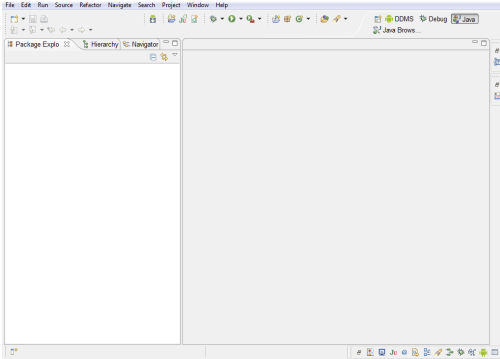 File Edit Run Source Refactor Navigate Search Project Window Help
DDMS Debug Java
Java Brows...
Package Explo Hierarchy Navigator
Ju @